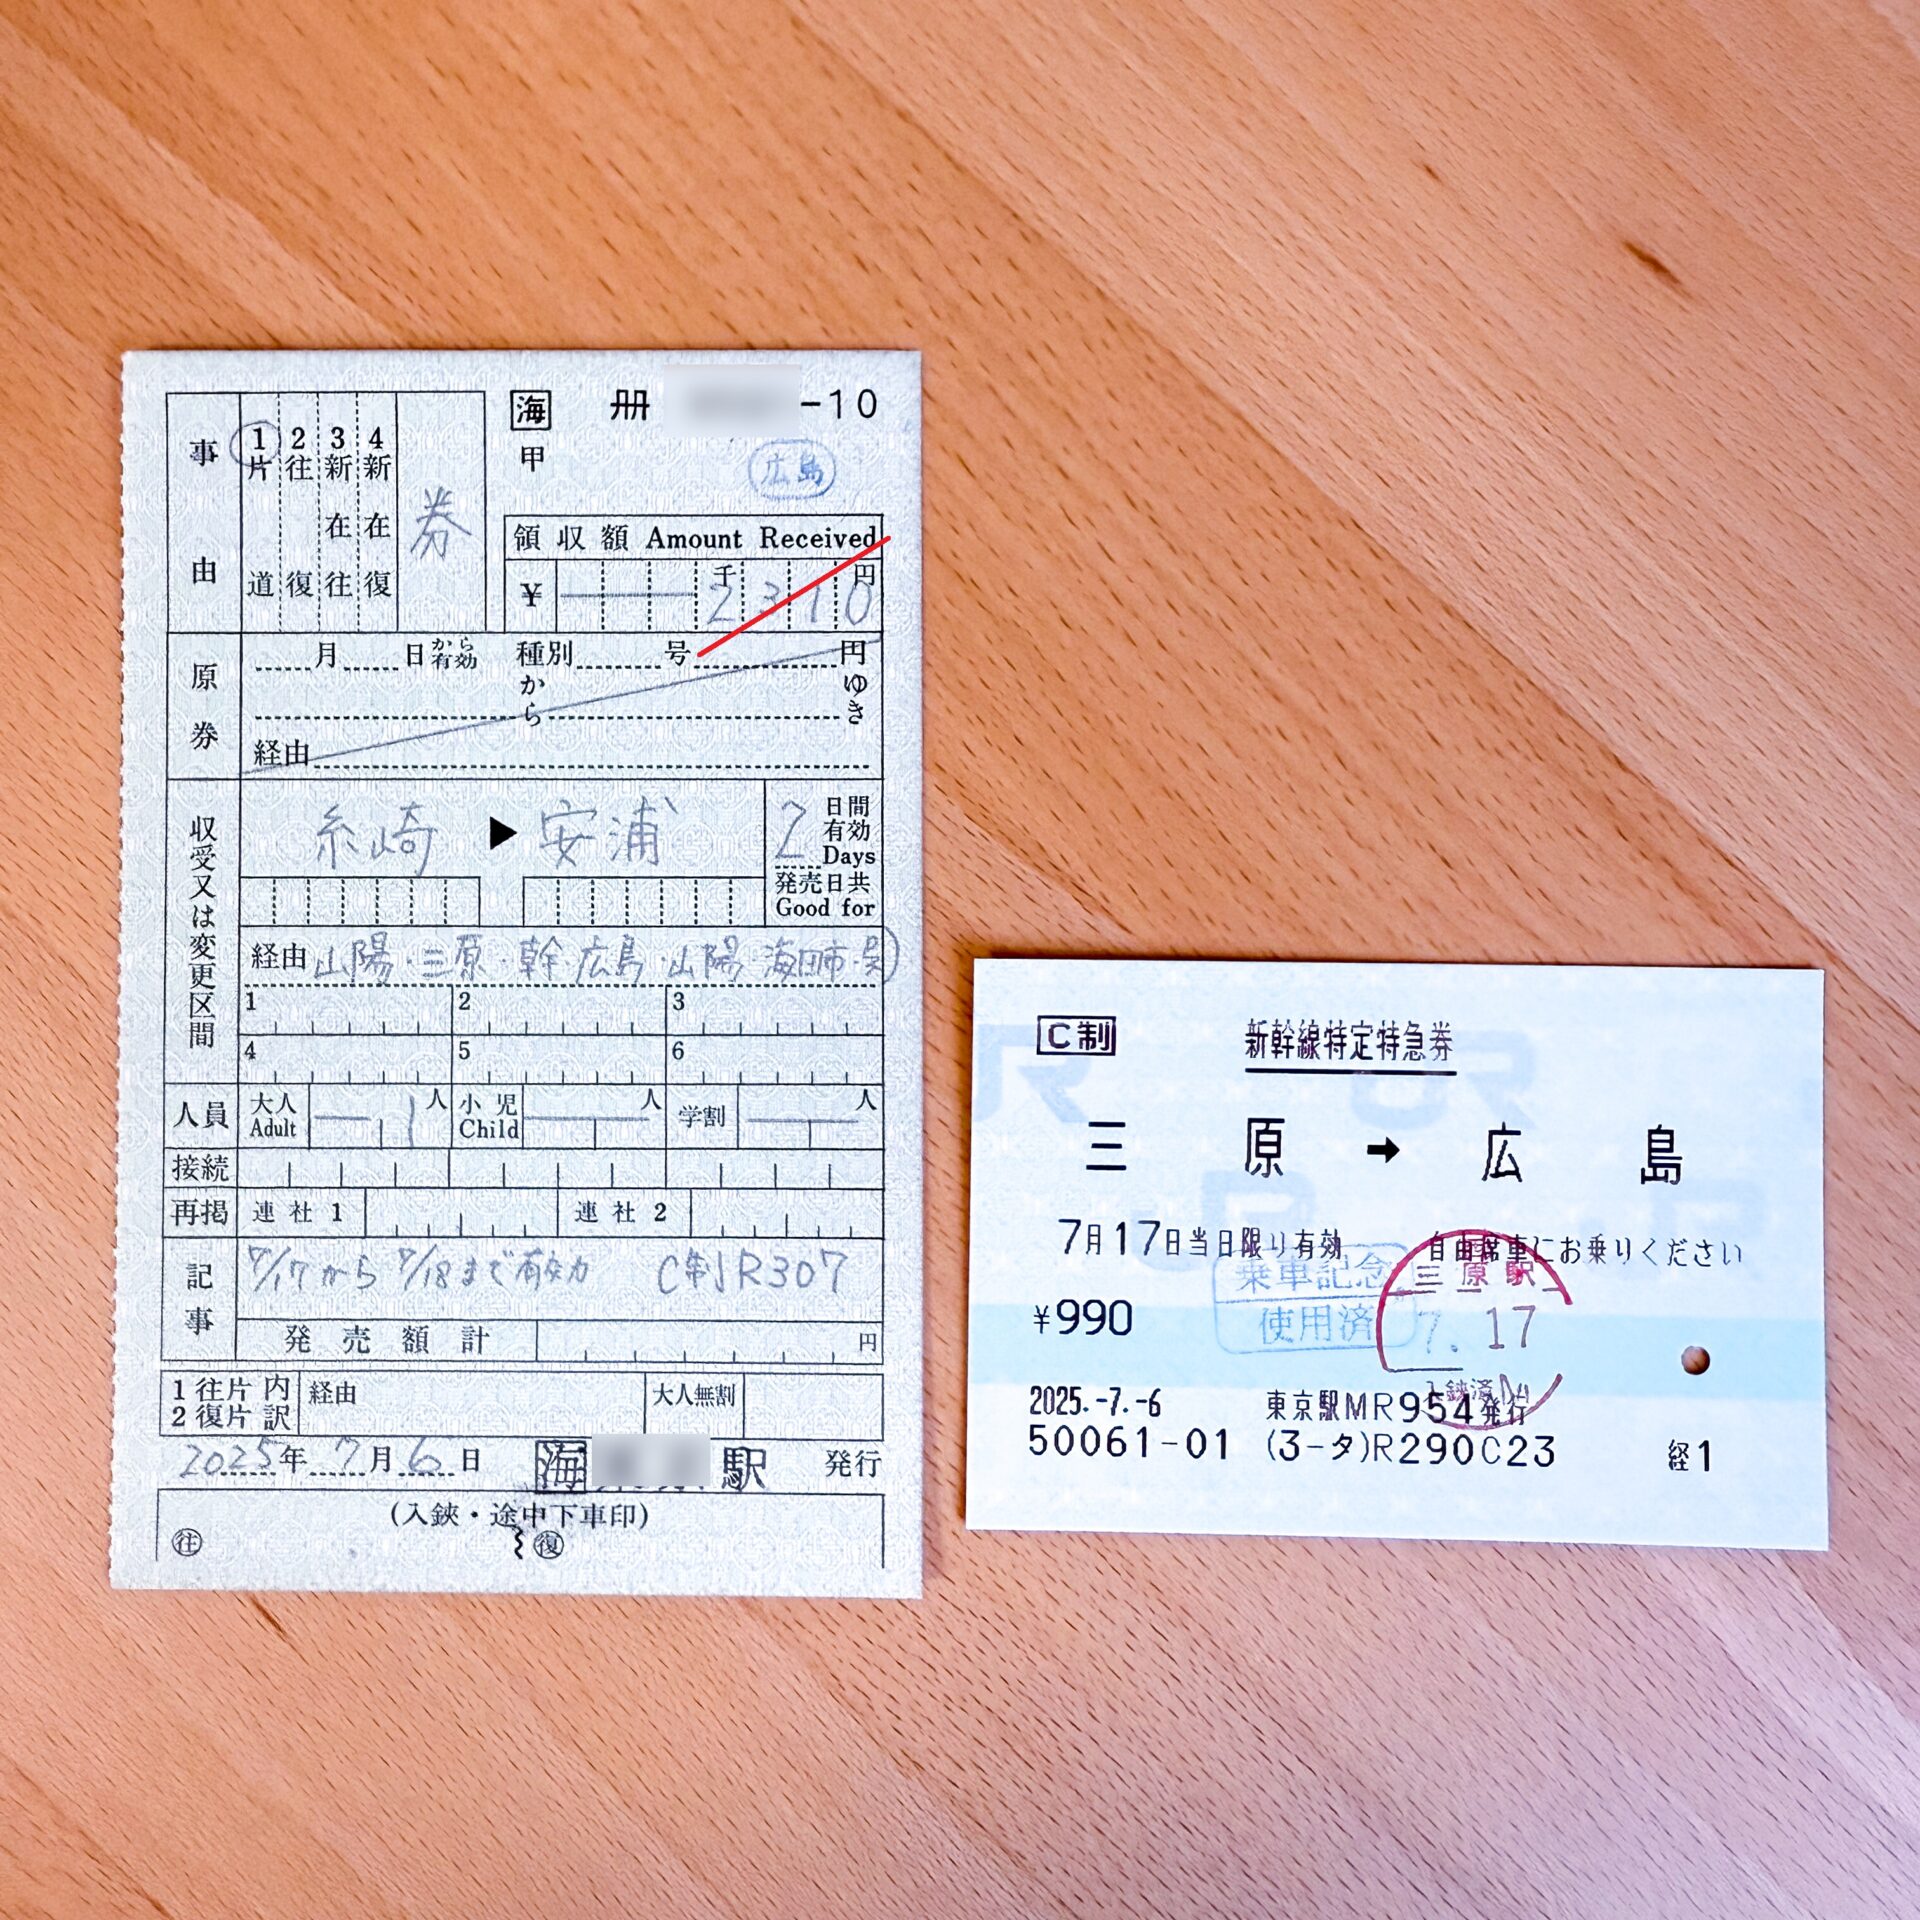 海 冊 -10
甲
広島
事由
1片道
2往復
3新在往
4新在復
券
領収額 Amount Received
¥ 2310
千 円
原券
月 日から有効 種別 号 円
から ゆき
経由
収受又は変更区間
糸崎 ▶ 安浦
2 日間有効
Days
発売日共
Good for
経由 山陽・三原・幹・広島・山陽・海田市・呉
1 2 3
4 5 6
人員 大人 Adult 1 人 小児 Child 人 学割 人
接続
再掲 連社1 連社2
記事
7/17から7/18まで有効 C制R307
発売額計 円
1往片内
2復片訳
経由 大人無割
2025年7月6日 海 駅 発行
(入鋏・途中下車印)
往 復
C制 新幹線特定特急券
三原 → 広島
7月17日当日限り有効 自由席車にお乗りください
乗車記念
使用済
三原駅
7.17
¥990
2025.-7.-6 東京駅MR954発行
50061-01 (3-タ)R290C23 経1